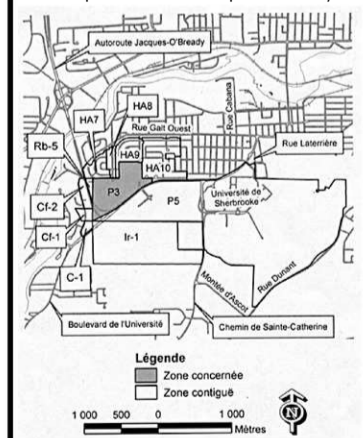 Autoroute Jacques-O'Bready
HA7
HA8
Rue Galt Ouest
Rue Cabana
Rb-5
HA9
HA10
Rue Laterrière
P3
Cf-2
P5
Université de
Sherbrooke
Cf-1
Ir-1
C-1
Montée d'Ascot
Rue Dunant
Boulevard de l'Université
Chemin de Sainte-Catherine
Légende
Zone concernée
Zone contiguë
1 000 500 0 1 000
Mètres
N